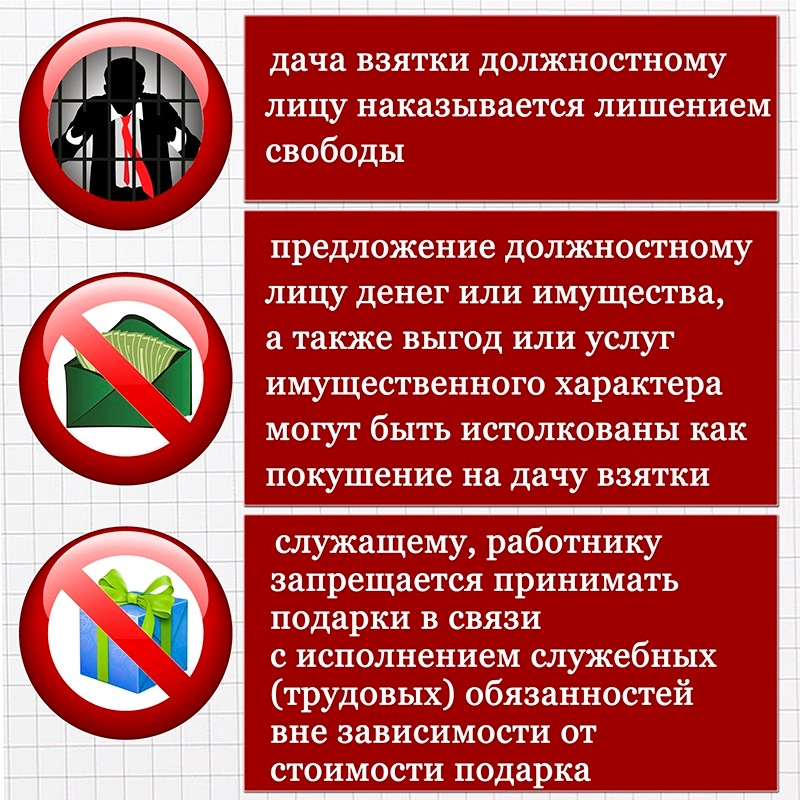 дача взятки должностному
лицу наказывается лишением
свободы
предложение должностному
лицу денег или имущества,
а также выгод или услуг
имущественного характера
могут быть истолкованы как
покушение на дачу взятки
служащему, работнику
запрещается принимать
подарки в связи
с исполнением служебных
(трудовых) обязанностей
вне зависимости от
стоимости подарка